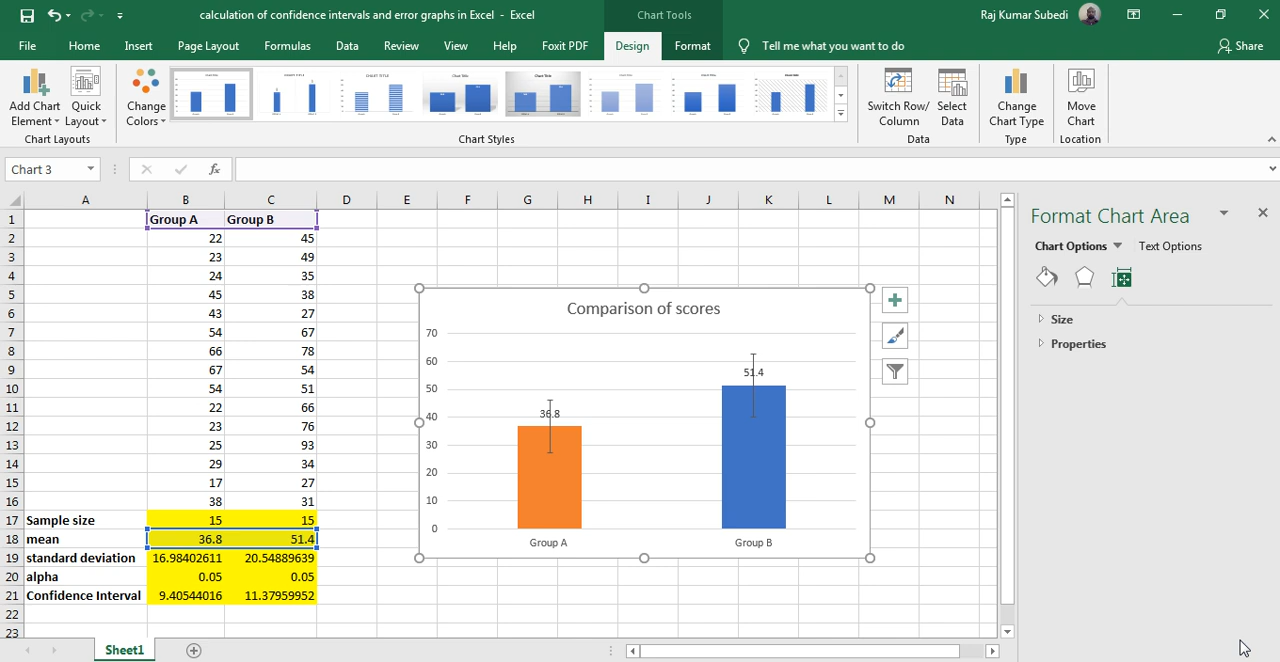 calculation of confidence intervals and error graphs in Excel - Excel
Chart Tools
Raj Kumar Subedi
File Home Insert Page Layout Formulas Data Review View Help Foxit PDF Design Format Tell me what you want to do Share
Add Chart Element
Quick Layout
Change Colors
Switch Row/ Column
Select Data
Change Chart Type
Move Chart
Chart Layouts Chart Styles Data Type Location
Chart 3 fx
A B C D E F G H I J K L M N
1 Group A Group B
2 22 45
3 23 49
4 24 35
5 45 38
6 43 27
7 54 67
8 66 78
9 67 54
10 54 51
11 22 66
12 23 76
13 25 93
14 29 34
15 17 27
16 38 31
17 Sample size 15 15
18 mean 36.8 51.4
19 standard deviation 16.98402611 20.54889639
20 alpha 0.05 0.05
21 Confidence Interval 9.40544016 11.37959952
22
23
Comparison of scores
70
60
50
40
30
20
10
0
36.8
51.4
Group A Group B
Format Chart Area
Chart Options Text Options
Size
Properties
Sheet1